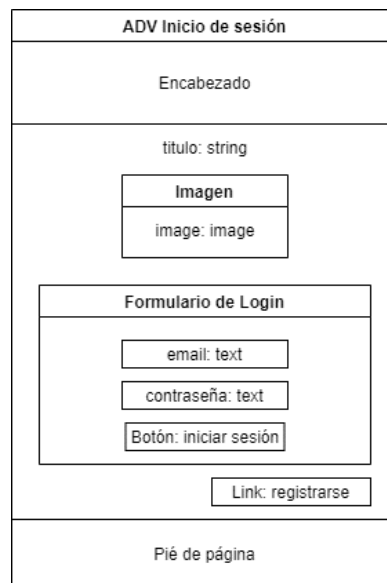 ADV Inicio de sesión
Encabezado
titulo: string
Imagen
image: image
Formulario de Login
email: text
contraseña: text
Botón: iniciar sesión
Link: registrarse
Pié de página